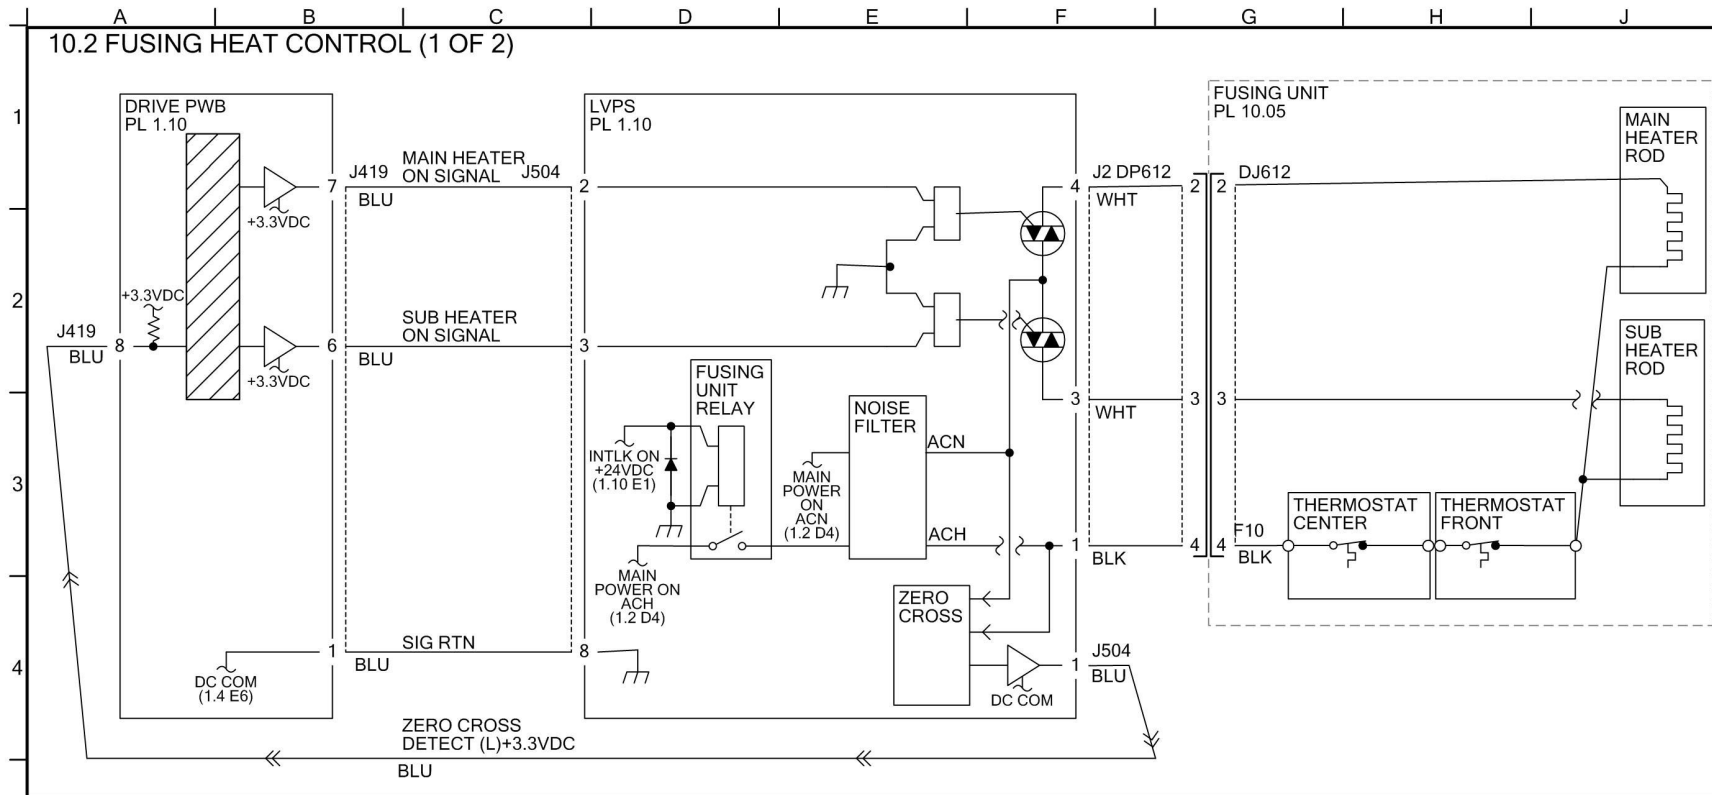 A B C D E F G H J
10.2 FUSING HEAT CONTROL (1 OF 2)
1
2
3
4
DRIVE PWB
PL 1.10
+3.3VDC
+3.3VDC
+3.3VDC
J419
BLU
8
7
6
1
DC COM
(1.4 E6)
J419
BLU
MAIN HEATER
ON SIGNAL
J504
BLU
SUB HEATER
ON SIGNAL
BLU
SIG RTN
ZERO CROSS
DETECT (L)+3.3VDC
BLU
LVPS
PL 1.10
2
3
8
FUSING
UNIT
RELAY
INTLK ON
+24VDC
(1.10 E1)
MAIN
POWER ON
ACH
(1.2 D4)
NOISE
FILTER
MAIN
POWER
ON
ACN
(1.2 D4)
ACN
ACH
ZERO
CROSS
DC COM
4
3
1
1
J2 DP612
WHT
WHT
BLK
J504
BLU
2
3
4
FUSING UNIT
PL 10.05
2
3
4
DJ612
F10
BLK
THERMOSTAT
CENTER
THERMOSTAT
FRONT
MAIN
HEATER
ROD
SUB
HEATER
ROD